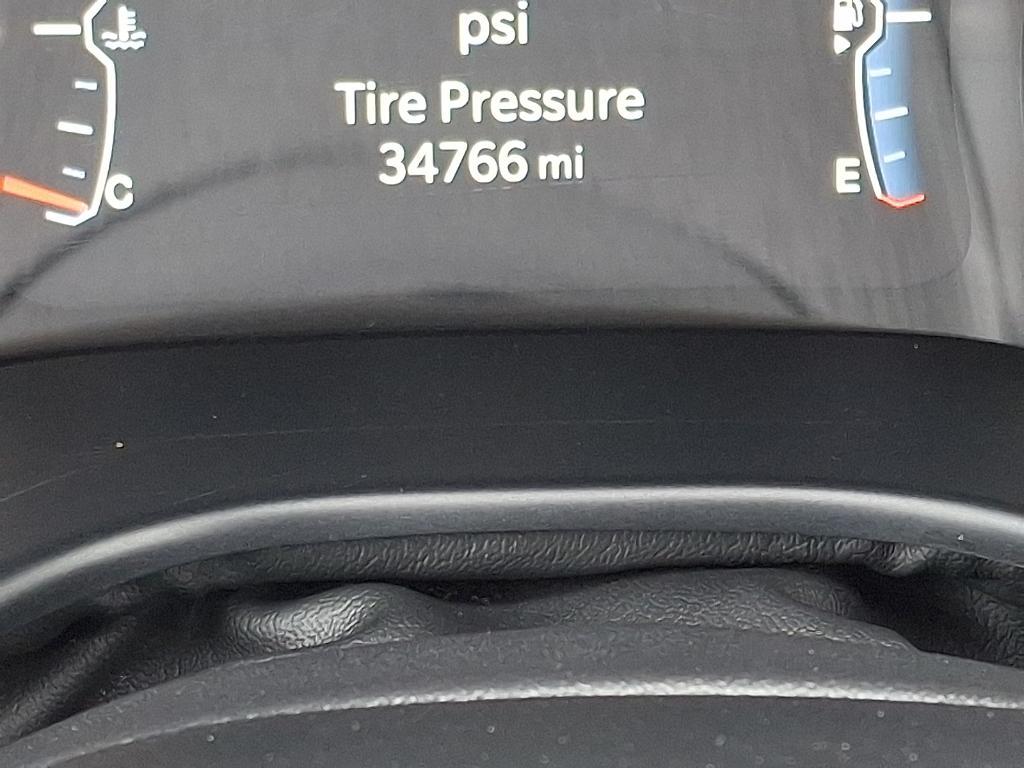 psi
Tire Pressure
34766 mi
C
E